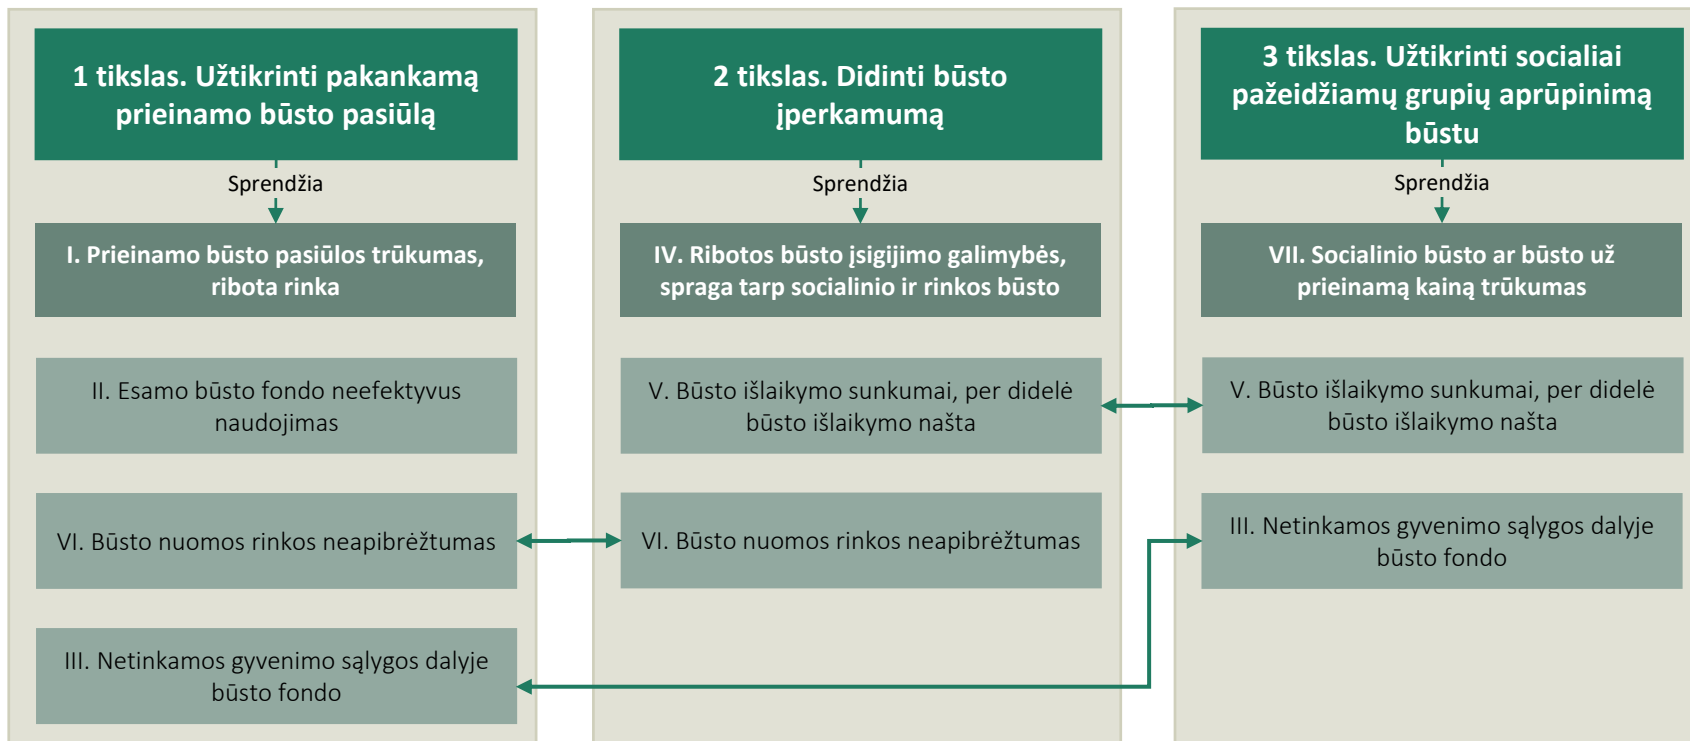 1 tikslas. Užtikrinti pakankamą
prieinamo būsto pasiūlą
Sprendžia
I. Prieinamo būsto pasiūlos trūkumas,
ribota rinka
II. Esamo būsto fondo neefektyvus
naudojimas
VI. Būsto nuomos rinkos neapibrėžtumas
III. Netinkamos gyvenimo sąlygos dalyje
būsto fondo
2 tikslas. Didinti būsto
įperkamumą
Sprendžia
IV. Ribotos būsto įsigijimo galimybės,
spraga tarp socialinio ir rinkos būsto
V. Būsto išlaikymo sunkumai, per didelė
būsto išlaikymo našta
VI. Būsto nuomos rinkos neapibrėžtumas
3 tikslas. Užtikrinti socialiai
pažeidžiamų grupių aprūpinimą
būstu
Sprendžia
VII. Socialinio būsto ar būsto už
prieinamą kainą trūkumas
V. Būsto išlaikymo sunkumai, per didelė
būsto išlaikymo našta
III. Netinkamos gyvenimo sąlygos dalyje
būsto fondo